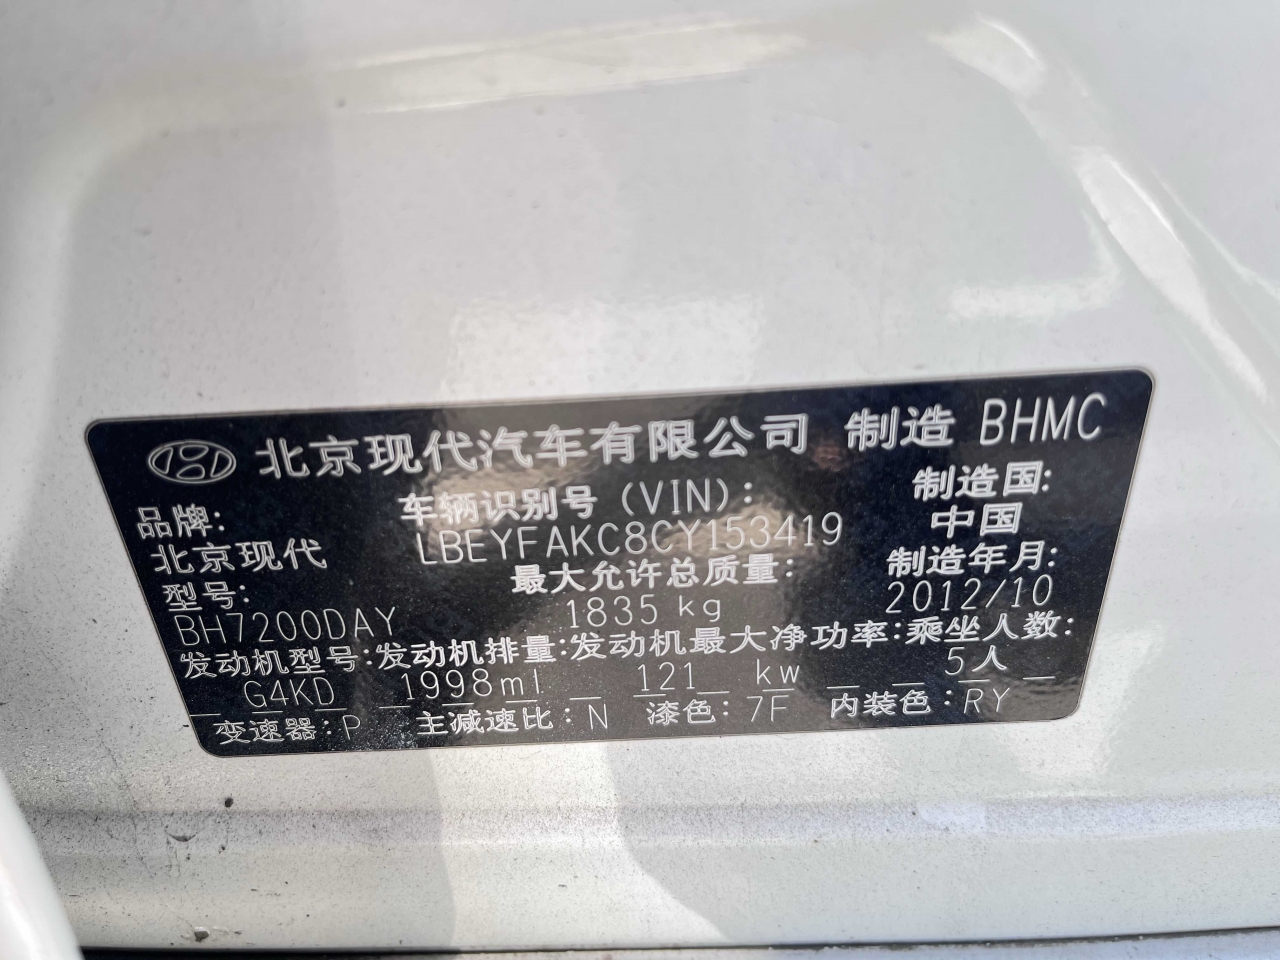 北京现代汽车有限公司 制造 BHMC
品牌: 车辆识别号 (VIN): 制造国:
北京现代 LBEYFAKC8CY153419 中国
型号: 最大允许总质量: 制造年月:
BH7200DAY 1835 kg 2012/10
发动机型号:发动机排量:发动机最大净功率:乘坐人数:
G4KD 1998ml 121 kw 5人
变速器:P 主减速比:N 漆色:7F 内装色:RY